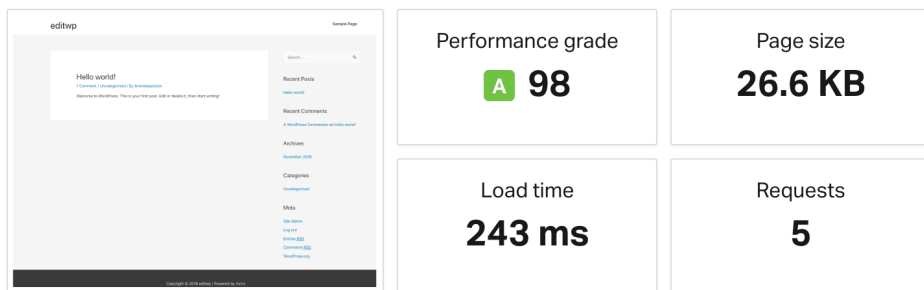 editwp
Sample Page
Hello world!
1 Comment / Uncategorized / By
Welcome to WordPress. This is your first post. Edit or delete it, then start writing!
Search ...
Recent Posts
Hello world!
Recent Comments
A WordPress Commenter on Hello world!
Archives
November 2019
Categories
Uncategorized
Meta
Site Admin
Log out
Entries RSS
Comments RSS
WordPress.org
Copyright © 2019 editwp | Powered by Astra
Performance grade
A 98
Page size
26.6 KB
Load time
243 ms
Requests
5